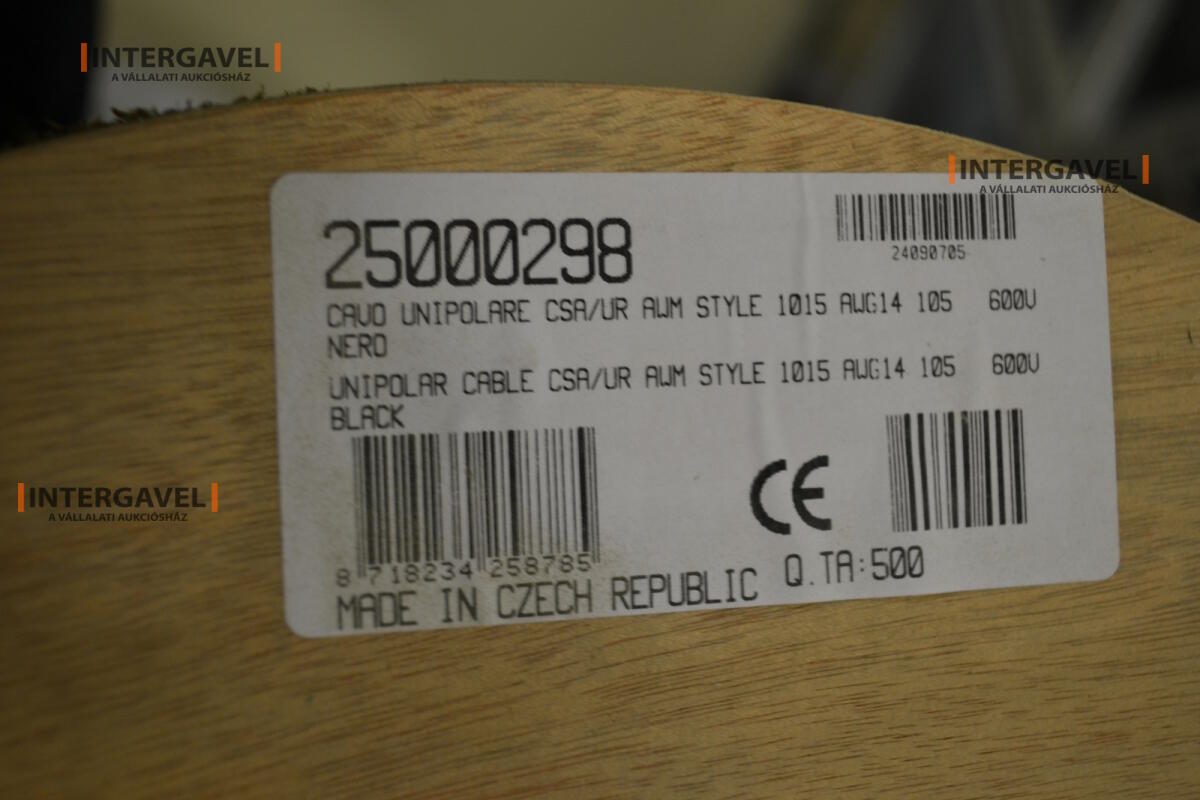 INTERGAVEL
A VÁLLALATI AUKCIÓSHÁZ
INTERGAVEL
A VÁLLALATI AUKCIÓSHÁZ
25000298
24090705
CAVO UNIPOLARE CSA/UR AWM STYLE 1015 AWG14 105 600V
NERO
UNIPOLAR CABLE CSA/UR AWM STYLE 1015 AWG14 105 600V
BLACK
CE
INTERGAVEL
A VÁLLALATI AUKCIÓSHÁZ
8 718234 258785
MADE IN CZECH REPUBLIC Q.TA:500